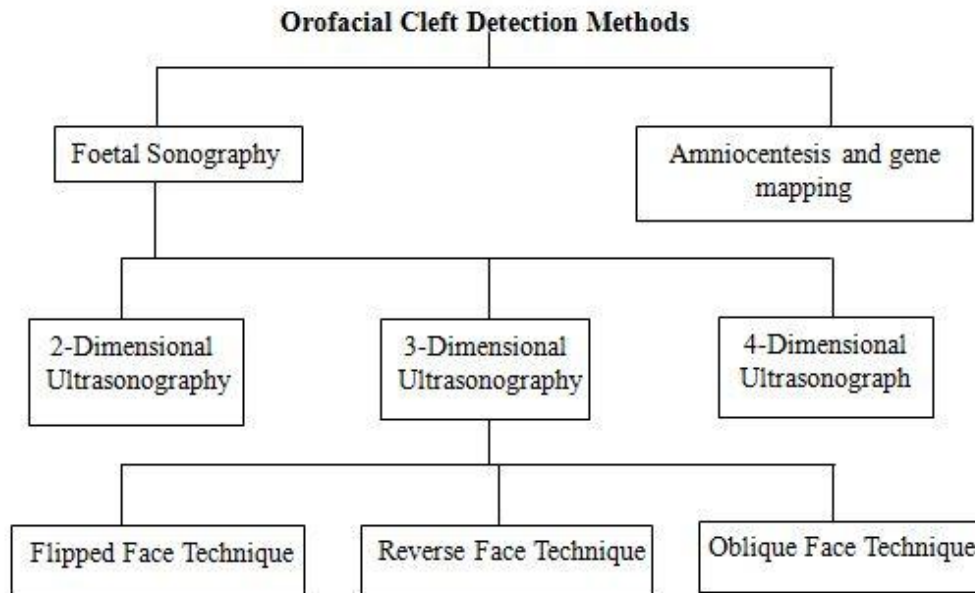 Orofacial Cleft Detection Methods
Foetal Sonography
Amniocentesis and gene
mapping
2-Dimensional
Ultrasonography
3-Dimensional
Ultrasonography
4-Dimensional
Ultrasonograph
Flipped Face Technique
Reverse Face Technique
Oblique Face Technique